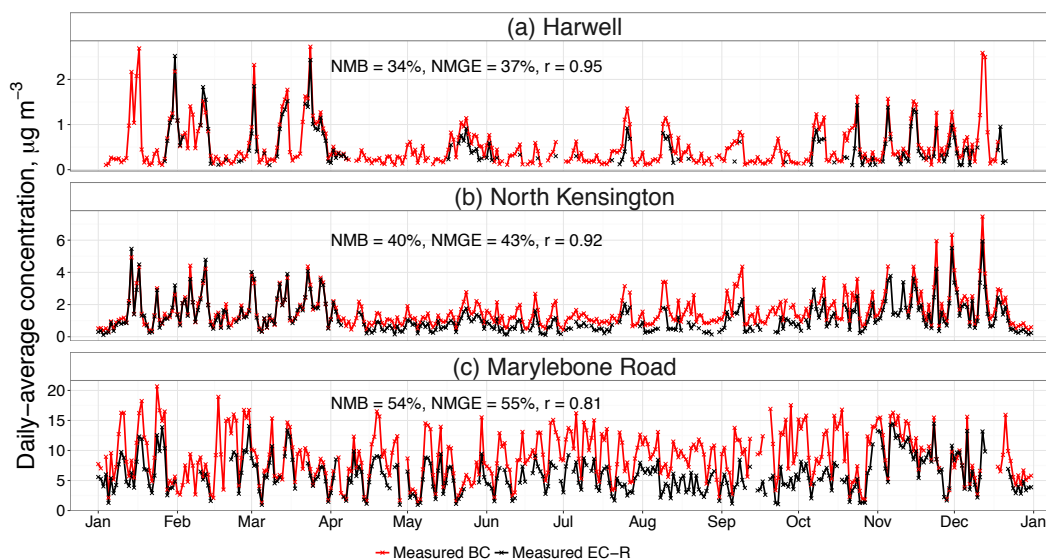 (a) Harwell
NMB = 34%, NMGE = 37%, r = 0.95
2
1
0
(b) North Kensington
NMB = 40%, NMGE = 43%, r = 0.92
6
4
2
0
(c) Marylebone Road
NMB = 54%, NMGE = 55%, r = 0.81
20
15
10
5
0
Daily−average concentration, μg m⁻³
Jan Feb Mar Apr May Jun Jul Aug Sep Oct Nov Dec Jan
Measured BC Measured EC−R